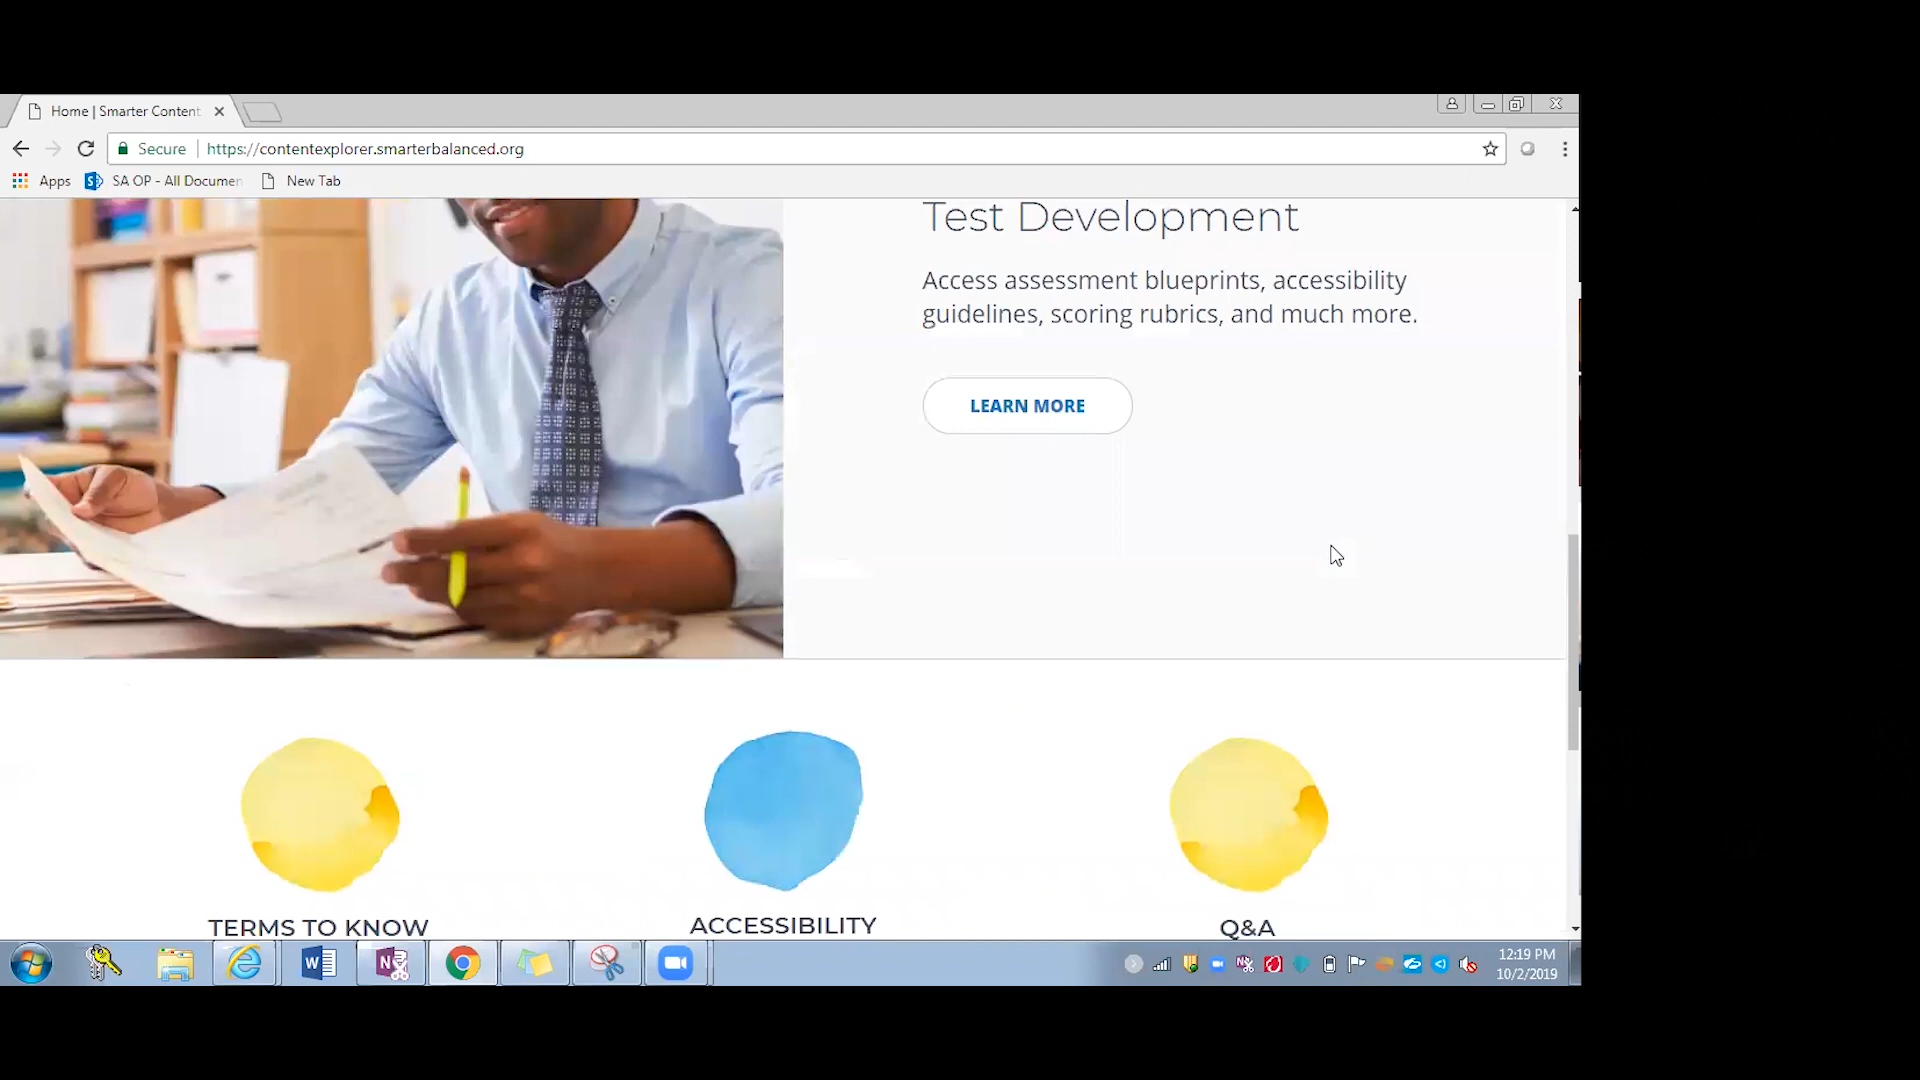 Home | Smarter Content
Secure
https://contentexplorer.smarterbalanced.org
Apps
SA OP - All Documen
New Tab
Test Development
Access assessment blueprints, accessibility
guidelines, scoring rubrics, and much more.
LEARN MORE
TERMS TO KNOW
ACCESSIBILITY
Q&A
12:19 PM
10/2/2019